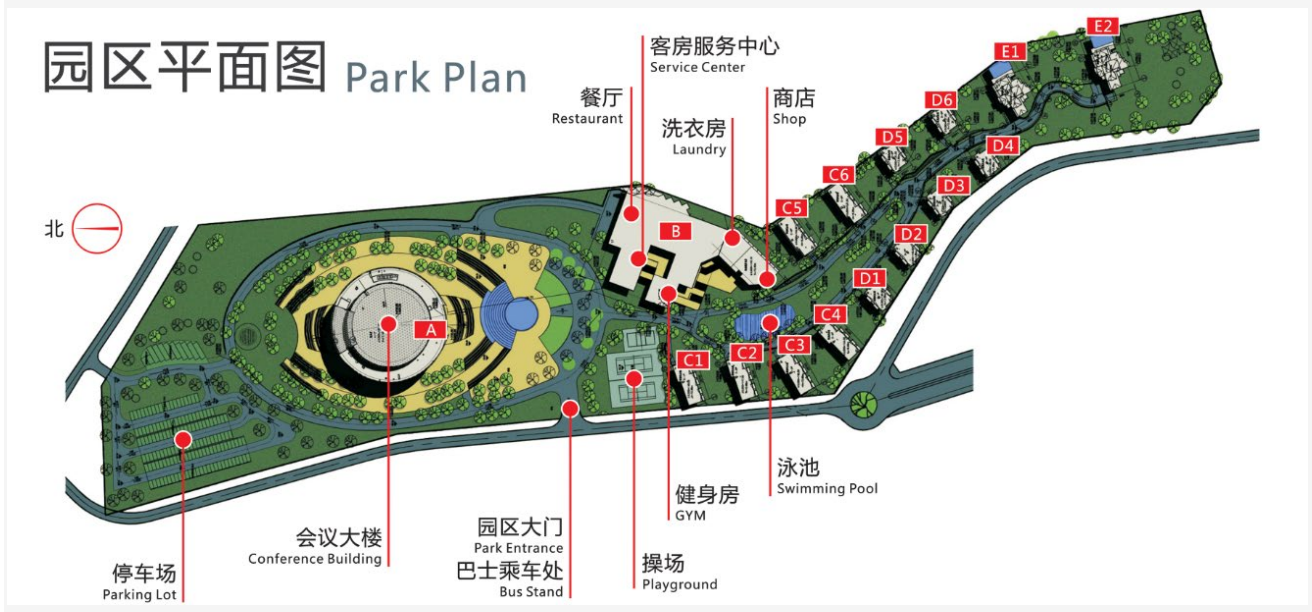 园区平面图 Park Plan
客房服务中心
Service Center
餐厅
Restaurant
商店
Shop
洗衣房
Laundry
E2
E1
D6
D5
D4
C6
D3
C5
北
B
D2
D1
A
C4
C1
C2
C3
泳池
Swimming Pool
健身房
GYM
园区大门
Park Entrance
会议大楼
Conference Building
操场
Playground
巴士乘车处
Bus Stand
停车场
Parking Lot